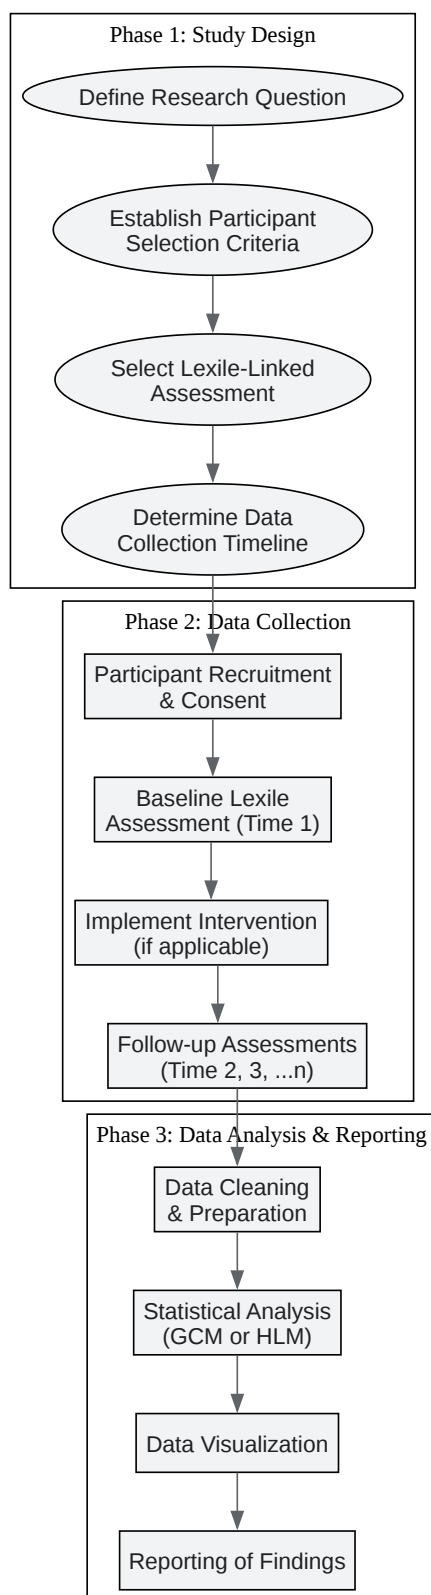 Phase 1: Study Design
Define Research Question
Establish Participant
Selection Criteria
Select Lexile-Linked
Assessment
Determine Data
Collection Timeline
Phase 2: Data Collection
Participant Recruitment
& Consent
Baseline Lexile
Assessment (Time 1)
Implement Intervention
(if applicable)
Follow-up Assessments
(Time 2, 3, ...n)
Phase 3: Data Analysis & Reporting
Data Cleaning
& Preparation
Statistical Analysis
(GCM or HLM)
Data Visualization
Reporting of Findings